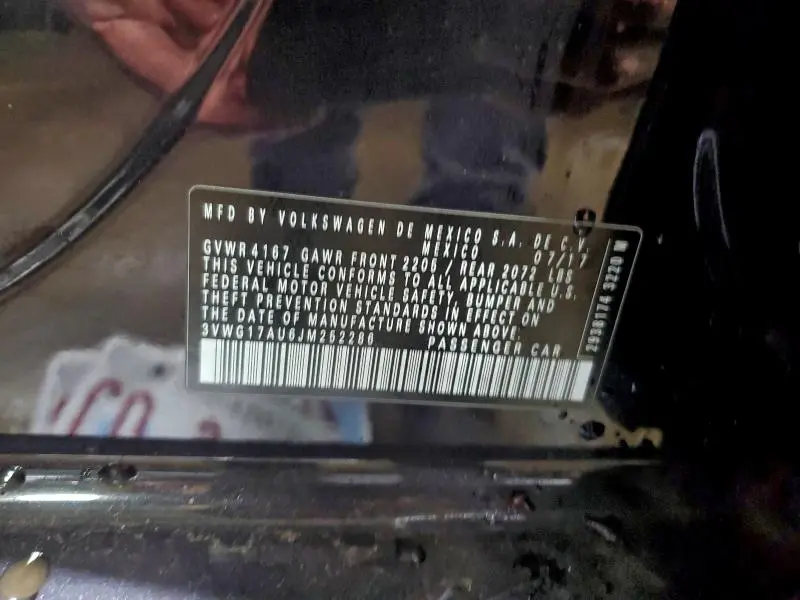 MFD BY VOLKSWAGEN DE MEXICO S.A. DE C.V.
MEXICO 07/17
GVWR 4167 GAWR FRONT 2205 / REAR 2072 LBS
THIS VEHICLE CONFORMS TO ALL APPLICABLE U.S.
FEDERAL MOTOR VEHICLE SAFETY, BUMPER AND
THEFT PREVENTION STANDARDS IN EFFECT ON
THE DATE OF MANUFACTURE SHOWN ABOVE.
3VWG17AU6JM252286 PASSENGER CAR
2938174 3220 W